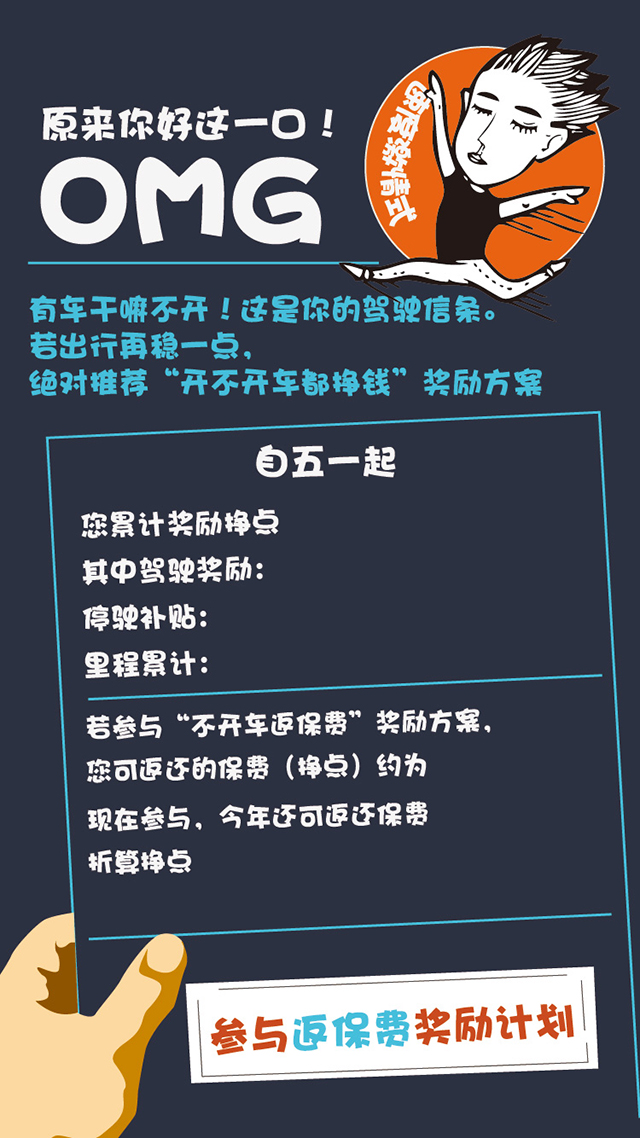 原来你好这一口！
OMG
速度激情式
有车干嘛不开！这是你的驾驶信条。
若出行再稳一点，
绝对推荐“开不开车都挣钱”奖励方案
自五一起
您累计奖励挣点
其中驾驶奖励：
停驶补贴：
里程累计：
若参与“不开车返保费”奖励方案，
您可返还的保费（挣点）约为
现在参与，今年还可返还保费
折算挣点
参与返保费奖励计划